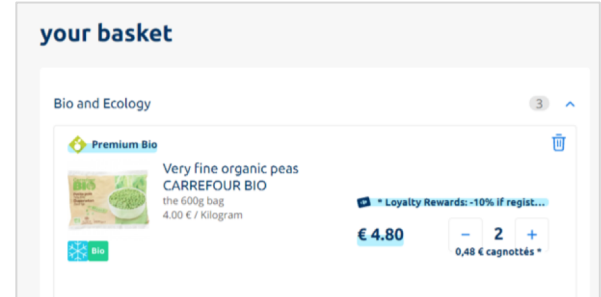 your basket
Bio and Ecology
3
Premium Bio
Very fine organic peas
CARREFOUR BIO
the 600g bag
4.00 € / Kilogram
* Loyalty Rewards: -10% if regist...
€ 4.80
− 2 +
0,48 € cagnottés *
BIO
Bio